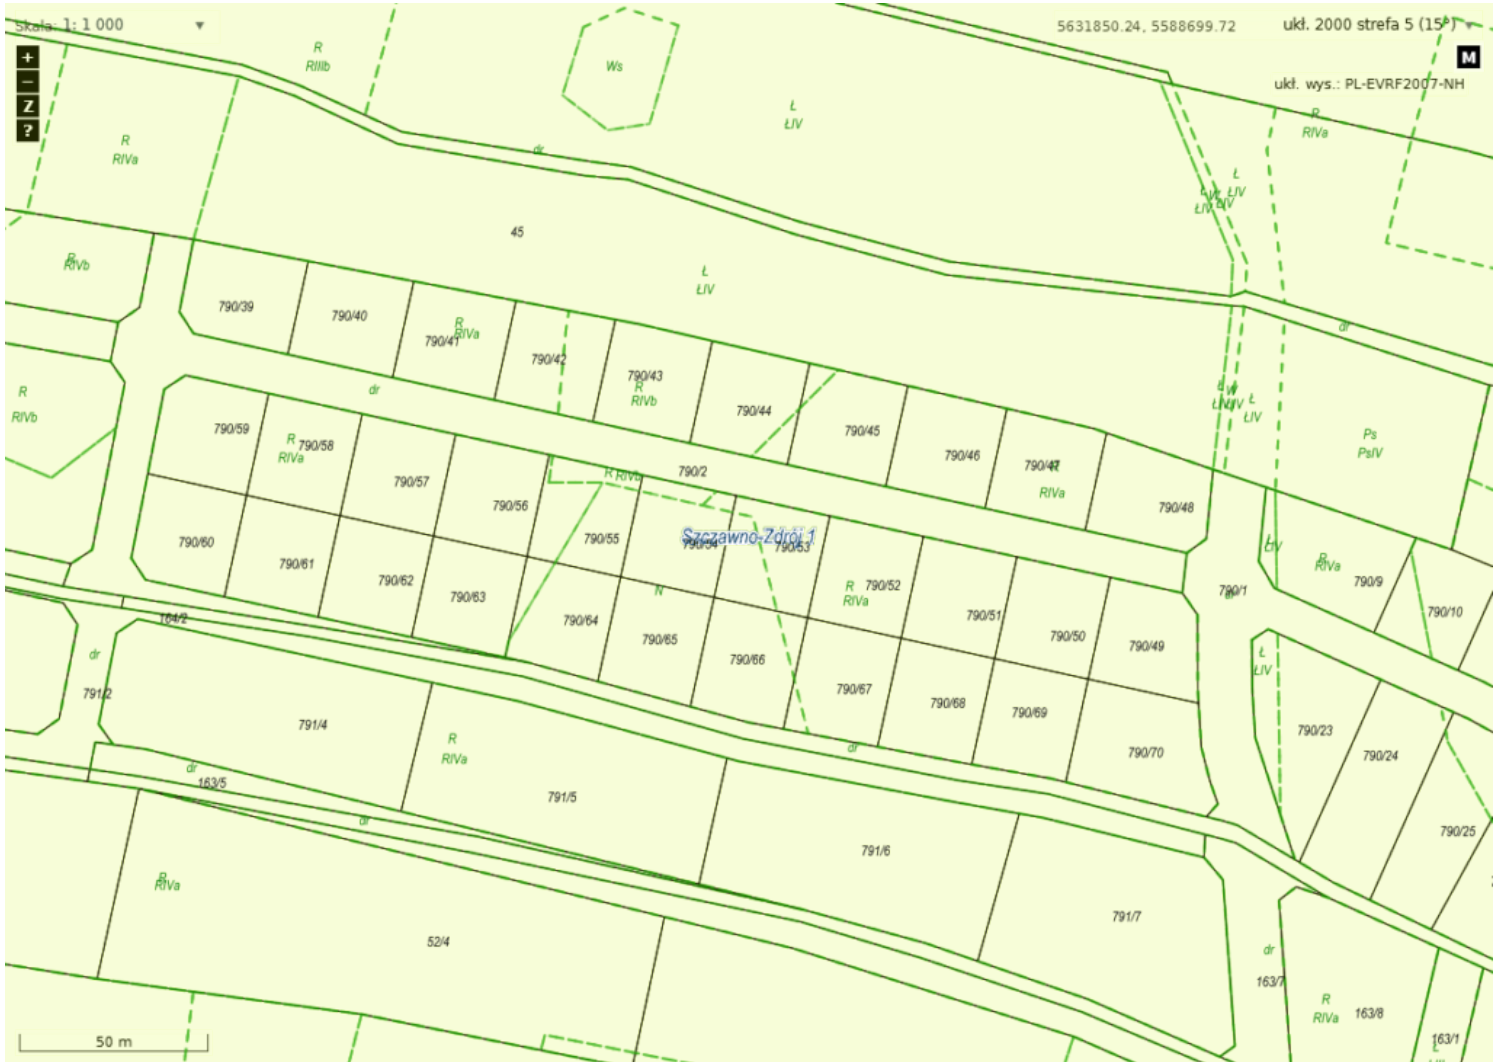 Skala: 1: 1 000
5631850.24, 5588699.72
ukł. 2000 strefa 5 (15°)
+
−
Z
?
M
ukł. wys.: PL-EVRF2007-NH
R
RIIIb
Ws
Ł
ŁIV
R
RIVa
R
RIVa
dr
Ł
ŁIV
Ł
ŁIV
W
45
R
RIVb
Ł
ŁIV
790/39
790/40
790/41
R
RIVa
790/42
790/43
R
RIVb
dr
790/44
790/45
790/46
790/47
R
RIVa
790/48
dr
Ł
ŁIV
W
ŁIV
Ł
ŁIV
Ps
PsIV
R
RIVb
790/59
R
RIVa
790/58
790/57
790/56
R RIVb
790/2
790/55
Szczawno-Zdrój 1
790/54
790/53
790/60
790/61
790/62
790/63
790/64
N
790/65
790/66
R
RIVa
790/52
790/51
790/50
790/49
790/67
790/68
790/69
790/70
Ł
ŁIV
R
RIVa
790/9
790/10
790/1
dr
164/2
dr
791/2
791/4
Ł
ŁIV
790/23
790/24
790/25
dr
R
RIVa
791/5
dr
163/5
dr
791/6
791/7
R
RIVa
52/4
dr
163/7
R
RIVa
163/8
163/1
Ł
50 m